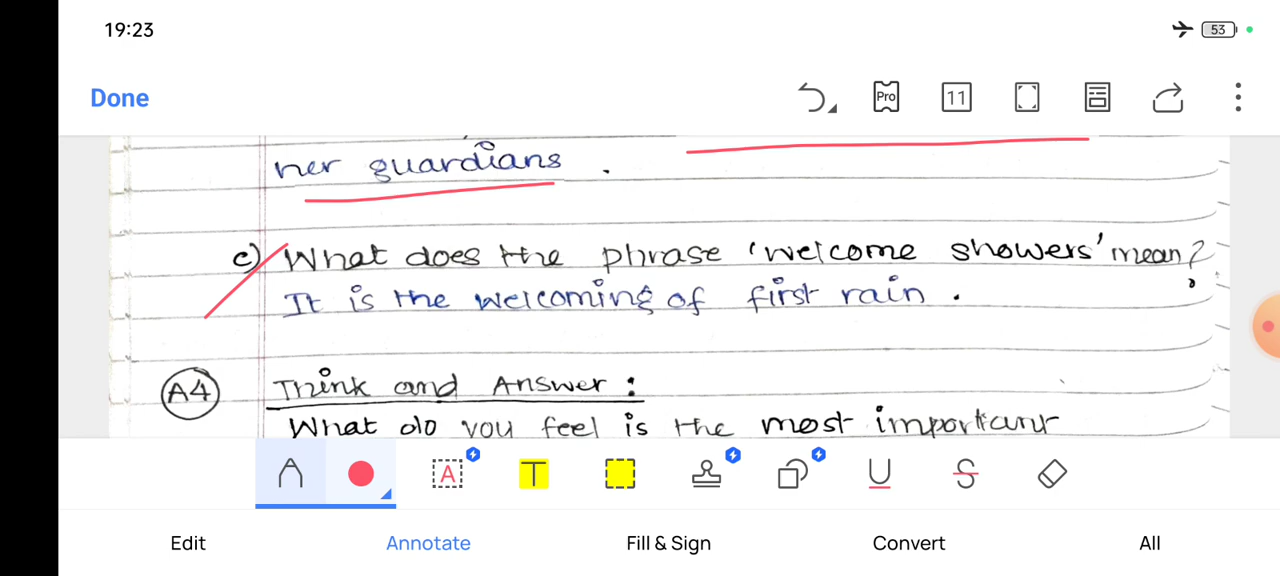 19:23
53
Done
Pro
11
her guardians .
c) What does the phrase 'welcome showers' mean?
It is the welcoming of first rain .
A4 Think and Answer :
What do you feel is the most important
A
T
U
S
Edit
Annotate
Fill & Sign
Convert
All